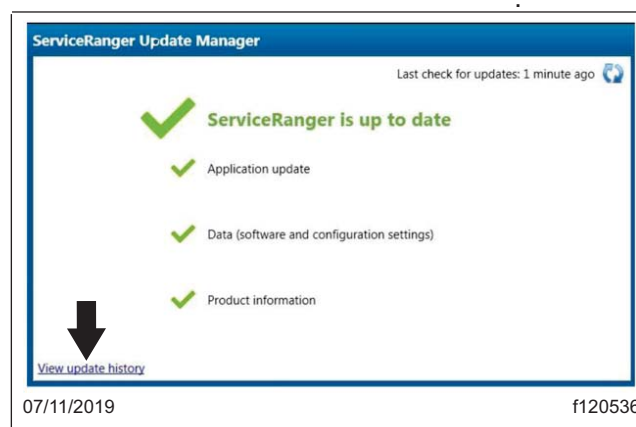 ServiceRanger Update Manager
Last check for updates: 1 minute ago
ServiceRanger is up to date
Application update
Data (software and configuration settings)
Product information
View update history
07/11/2019 f120536